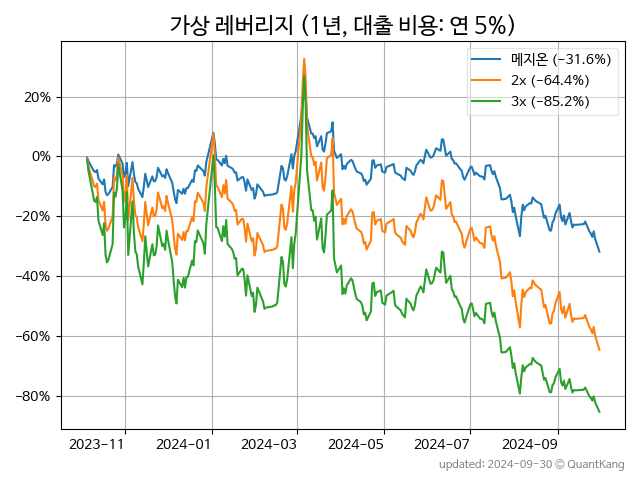 가상 레버리지 (1년, 대출 비용: 연 5%)
메지온 (−31.6%)
2x (−64.4%)
3x (−85.2%)
20%
0%
−20%
−40%
−60%
−80%
2023-11 2024-01 2024-03 2024-05 2024-07 2024-09
updated: 2024-09-30 © QuantKang